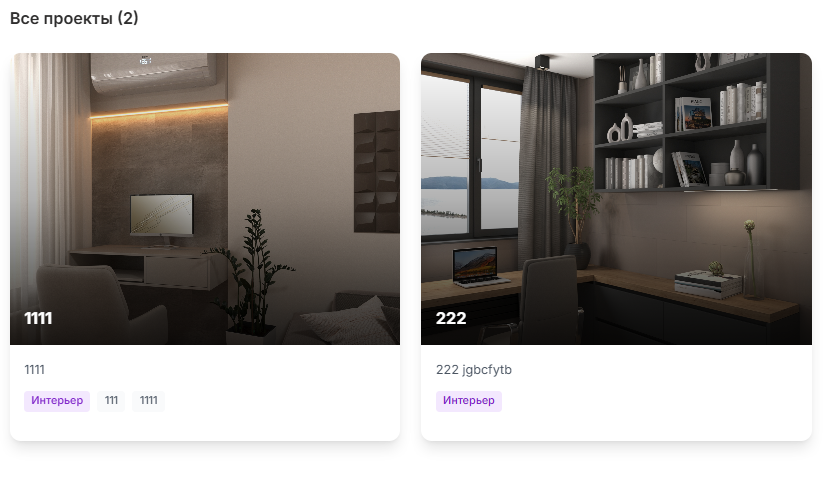 Все проекты (2)
1111
1111
Интерьер 111 1111
222
222 jgbcfytb
Интерьер